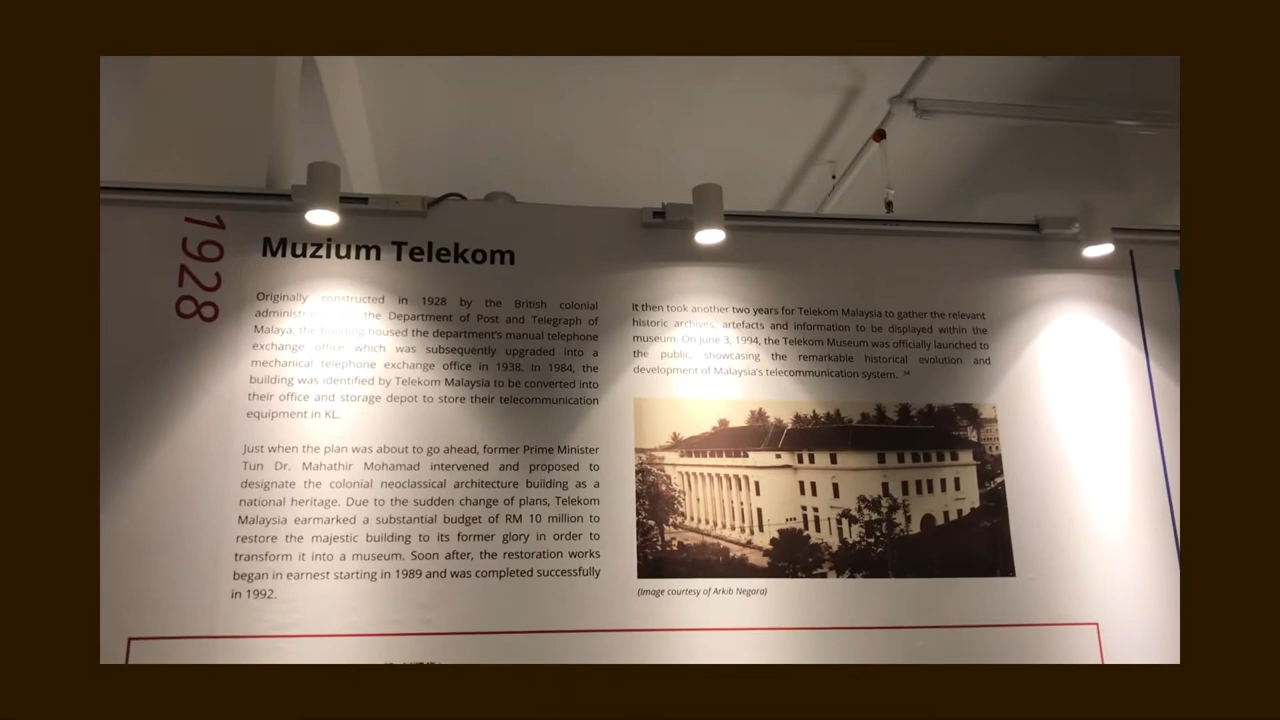 1928
Muzium Telekom
Originally constructed in 1928 by the British colonial
the Department of Post and Telegraph of
Malaya, the building housed the department's manual telephone
exchange office which was subsequently upgraded into a
mechanical telephone exchange office in 1938. In 1984, the
building was identified by Telekom Malaysia to be converted into
their office and storage depot to store their telecommunication
equipment in KL.
Just when the plan was about to go ahead, former Prime Minister
Tun Dr. Mahathir Mohamad intervened and proposed to
designate the colonial neoclassical architecture building as a
national heritage. Due to the sudden change of plans, Telekom
Malaysia earmarked a substantial budget of RM 10 million to
restore the majestic building to its former glory in order to
transform it into a museum. Soon after, the restoration works
began in earnest starting in 1989 and was completed successfully
in 1992.
It then took another two years for Telekom Malaysia to gather the relevant
historic archives, artefacts and information to be displayed within the
museum. On June 3, 1994, the Telekom Museum was officially launched to
the public, showcasing the remarkable historical evolution and
development of Malaysia's telecommunication system.
(Image courtesy of Arkib Negara)